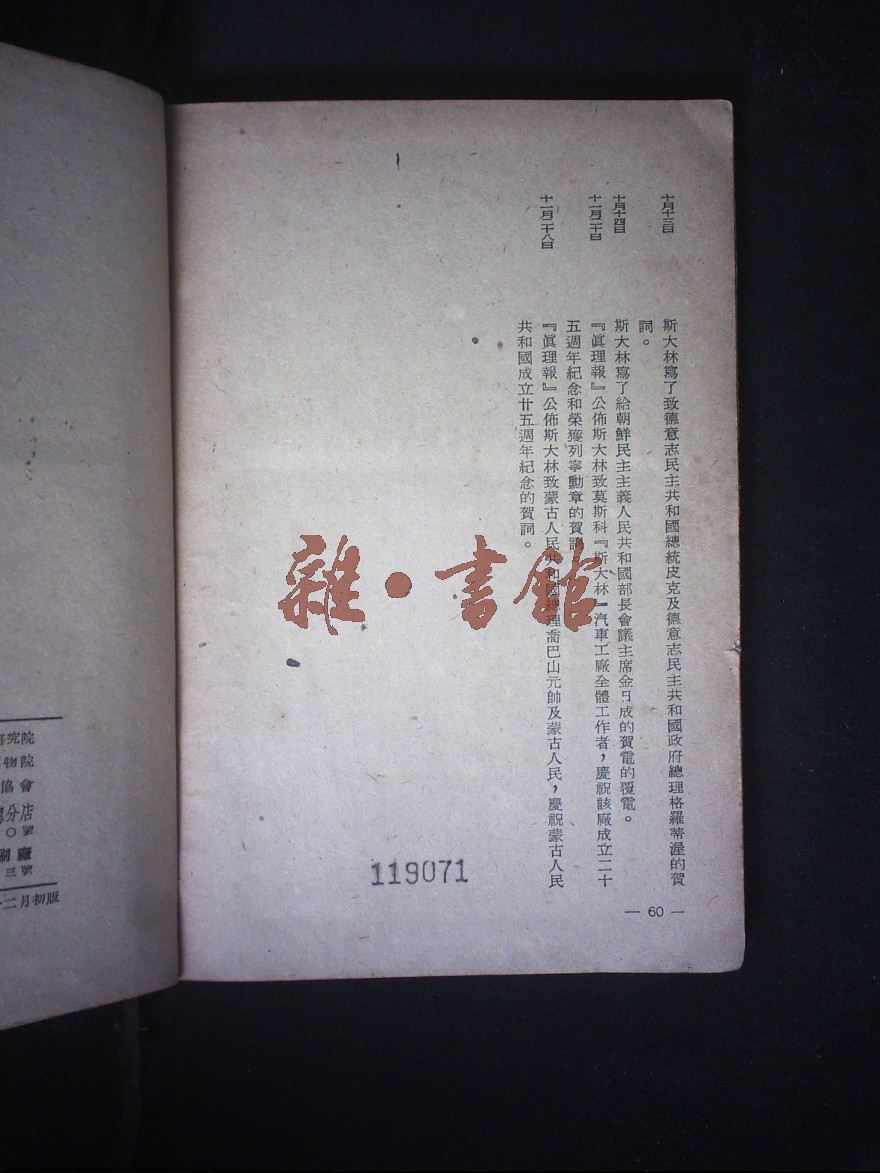 十月十三日
斯大林寫了致德意志民主共和國總統皮克及德意志民主共和國政府總理格羅蒂渥的賀
詞。
十月十四日
斯大林寫了給朝鮮民主主義人民共和國部長會議主席金日成的賀電的覆電。
十一月二十日
『眞理報』公佈斯大林致莫斯科『斯大林』汽車工廠全體工作者，慶祝該廠成立二十
五週年紀念和榮獲列寧勳章的賀詞。
十一月二十八日
『眞理報』公佈斯大林致蒙古人民共和國總理喬巴山元帥及蒙古人民，慶祝蒙古人民
共和國成立廿五週年紀念的賀詞。
— 60 —
119071
雜·書館
究院
物院
協會
分店
〇號
刷廠
三號
二月初版